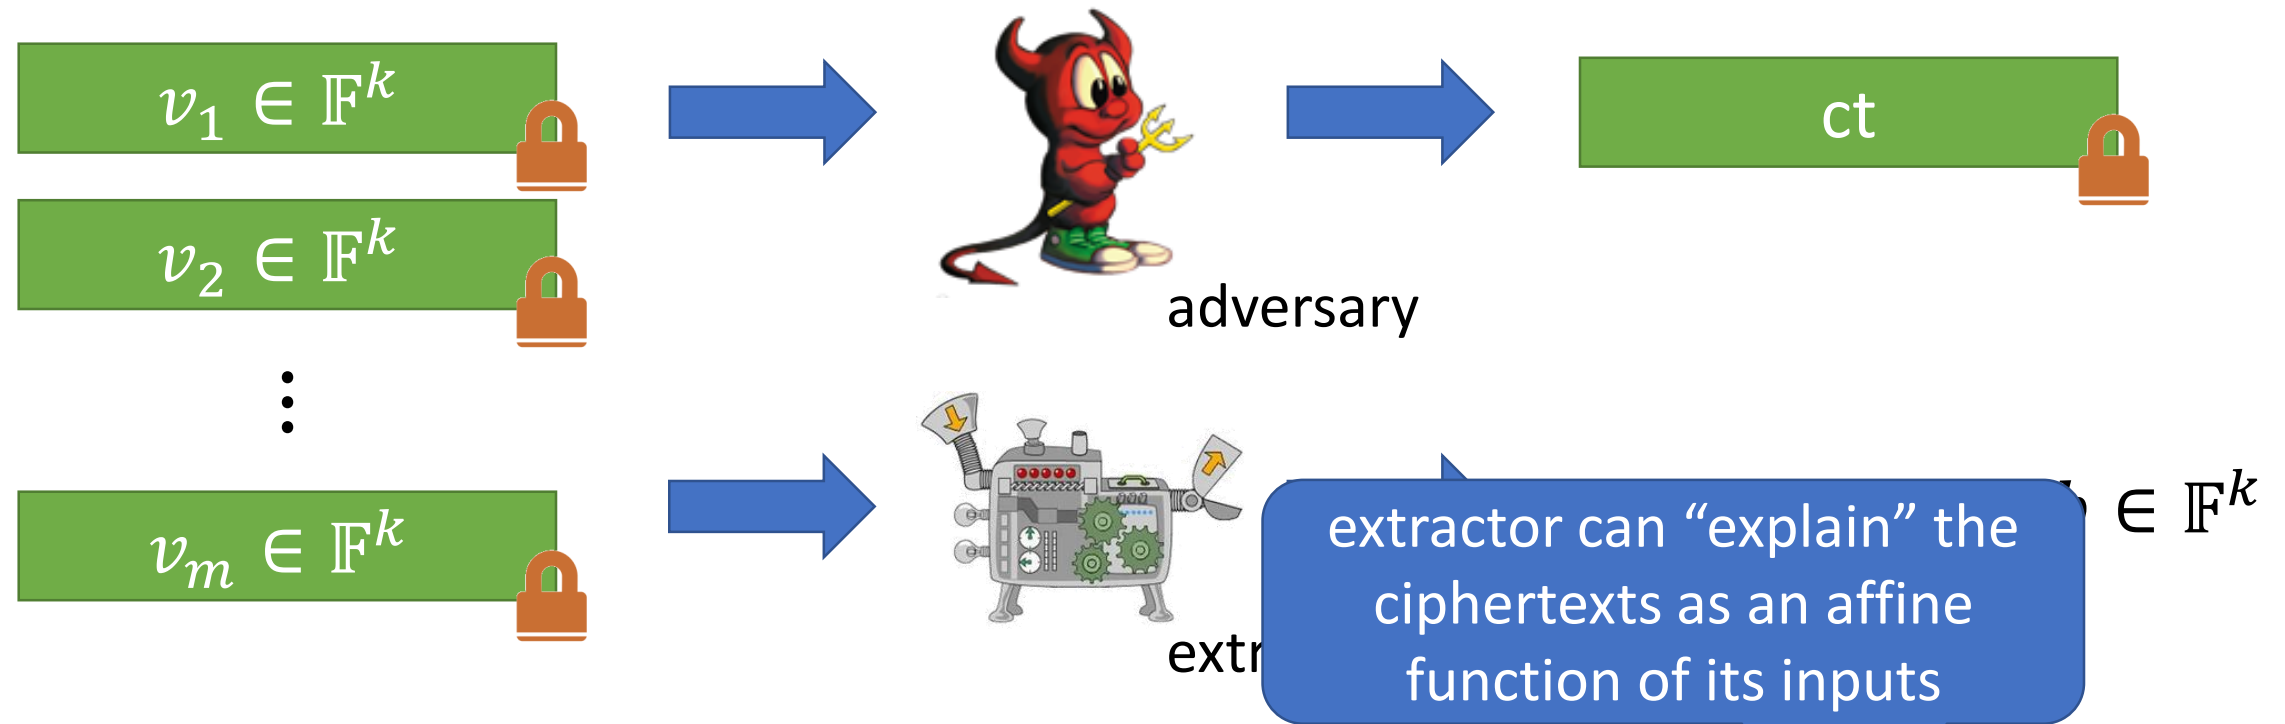 v₁ ∈ 𝔽ᵏ
ct
v₂ ∈ 𝔽ᵏ
adversary
⋮
vₘ ∈ 𝔽ᵏ
∈ 𝔽ᵏ
extractor can “explain” the
ciphertexts as an affine
function of its inputs